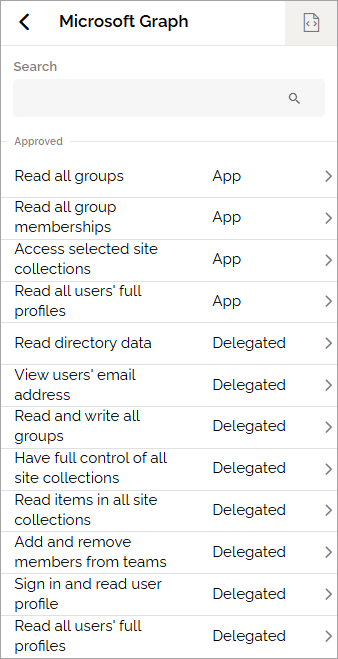 Microsoft Graph
Search
Approved
Read all groups App
Read all group
memberships App
Access selected site
collections App
Read all users' full
profiles App
Read directory data Delegated
View users' email
address Delegated
Read and write all
groups Delegated
Have full control of all
site collections Delegated
Read items in all site
collections Delegated
Add and remove
members from teams Delegated
Sign in and read user
profile Delegated
Read all users' full
profiles Delegated